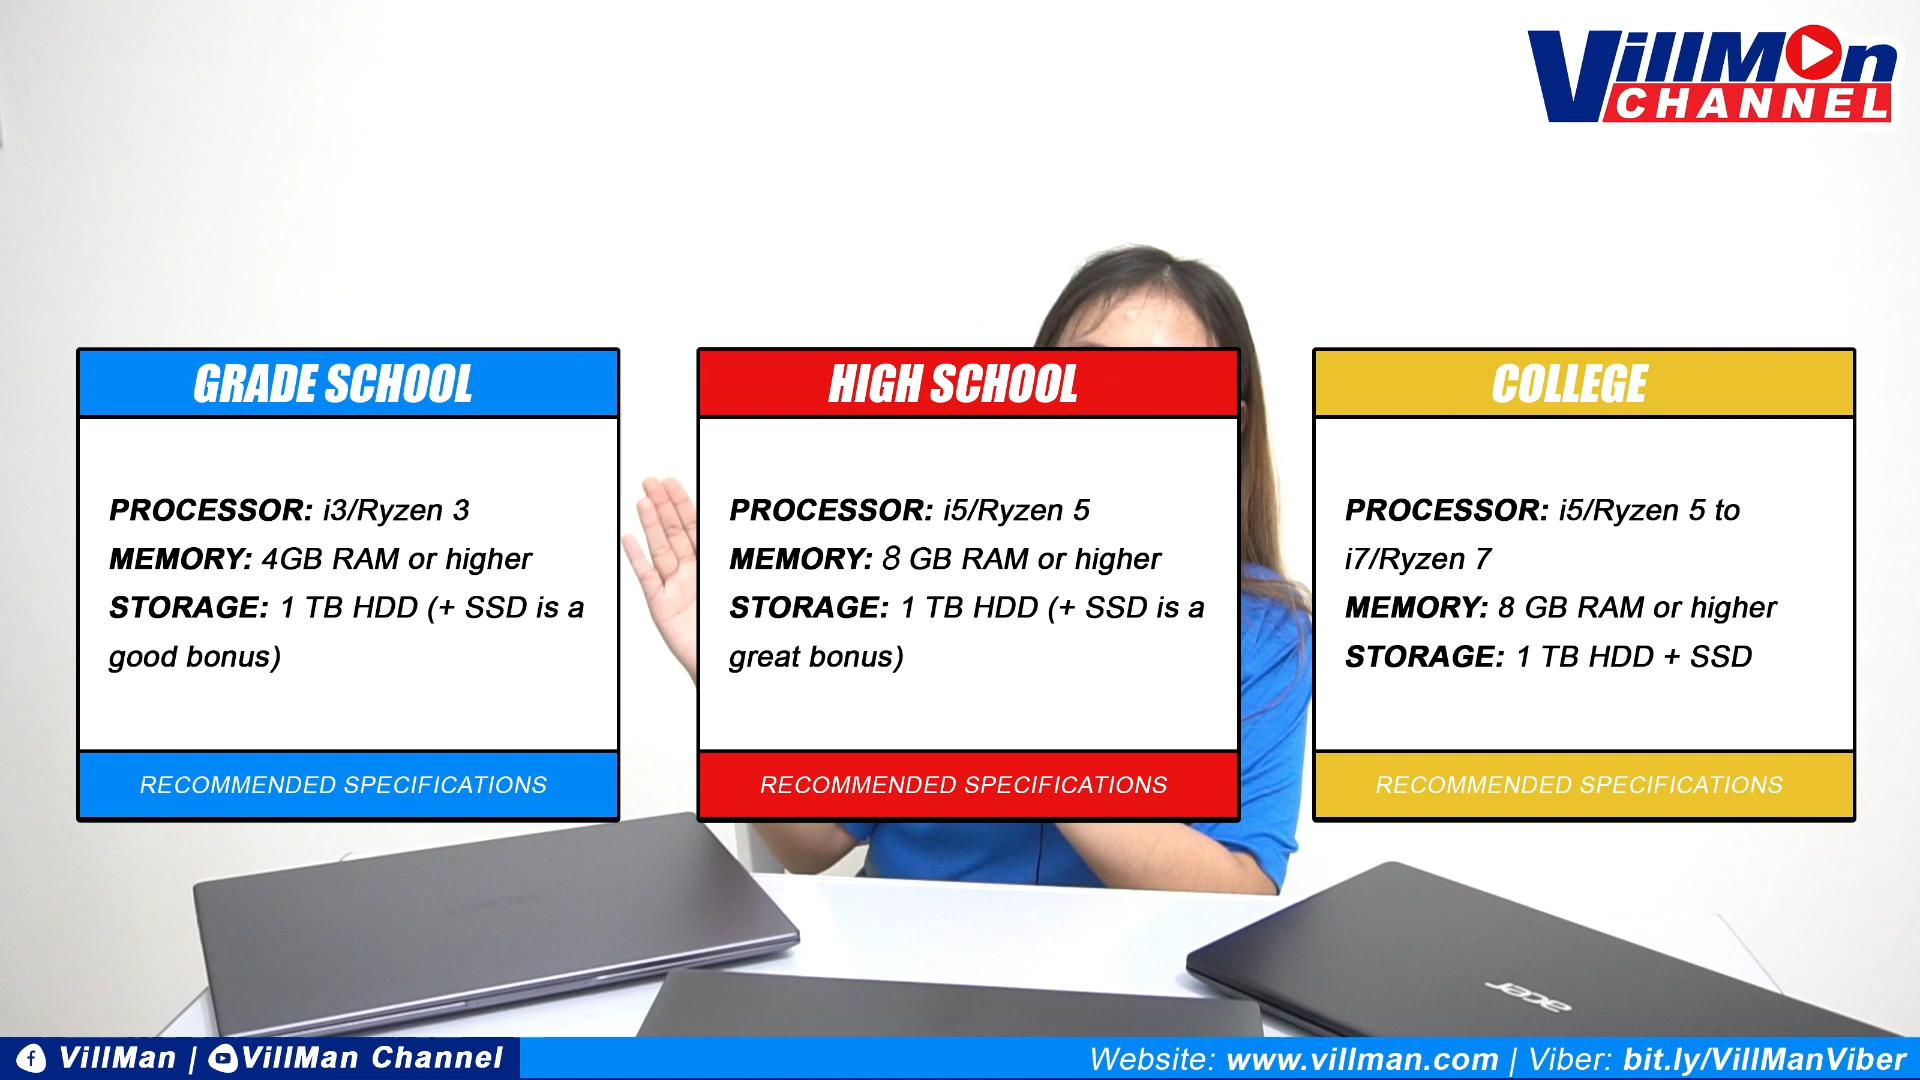 VillMan
CHANNEL
GRADE SCHOOL
PROCESSOR: i3/Ryzen 3
MEMORY: 4GB RAM or higher
STORAGE: 1 TB HDD (+ SSD is a
good bonus)
RECOMMENDED SPECIFICATIONS
HIGH SCHOOL
PROCESSOR: i5/Ryzen 5
MEMORY: 8 GB RAM or higher
STORAGE: 1 TB HDD (+ SSD is a
great bonus)
RECOMMENDED SPECIFICATIONS
COLLEGE
PROCESSOR: i5/Ryzen 5 to
i7/Ryzen 7
MEMORY: 8 GB RAM or higher
STORAGE: 1 TB HDD + SSD
RECOMMENDED SPECIFICATIONS
acer
VillMan | VillMan Channel
Website: www.villman.com | Viber: bit.ly/VillManViber